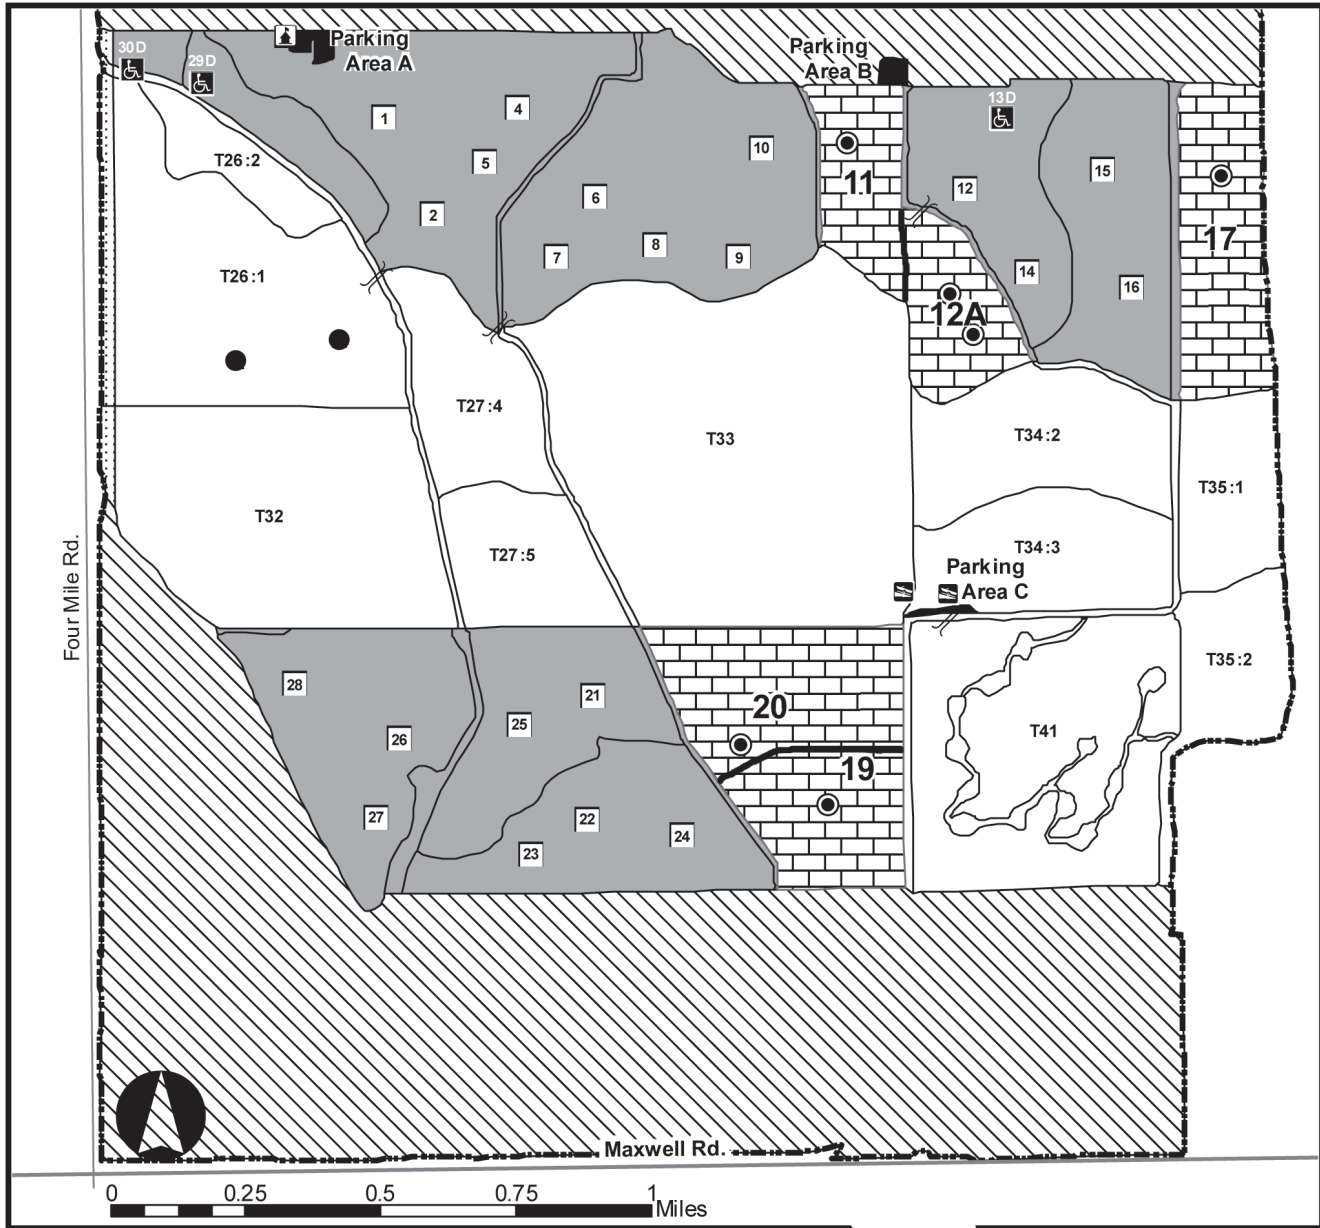 Parking
Area A
30D
29D
Parking
Area B
1
4
13D
10
5
15
T26:2
11
12
6
2
17
8
7
9
14
T26:1
16
12A
T27:4
T33
T34:2
T35:1
T32
T34:3
T27:5
Parking
Area C
Four Mile Rd.
T35:2
28
21
20
25
T41
26
19
27
22
24
23
Maxwell Rd.
0 0.25 0.5 0.75 1
Miles